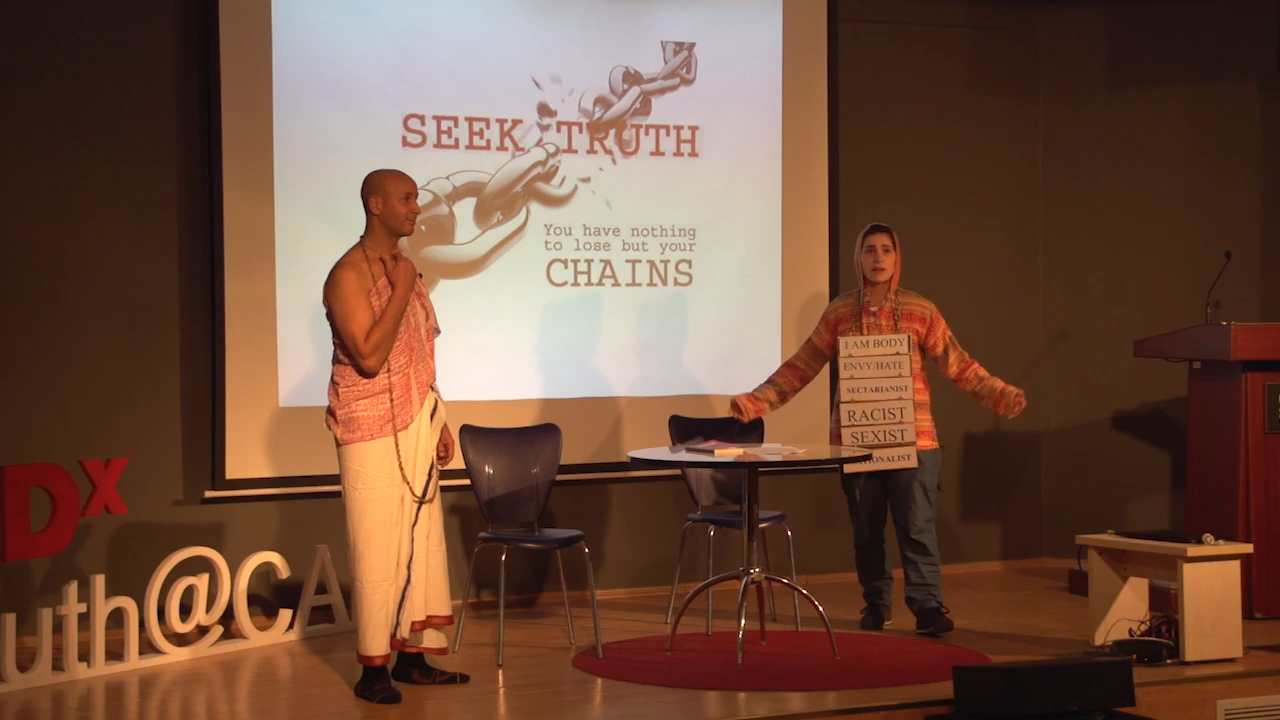 SEEK TRUTH
You have nothing
to lose but your
CHAINS
I AM BODY
ENVY/HATE
SECTARIANIST
RACIST
SEXIST
Dx
uth@CA